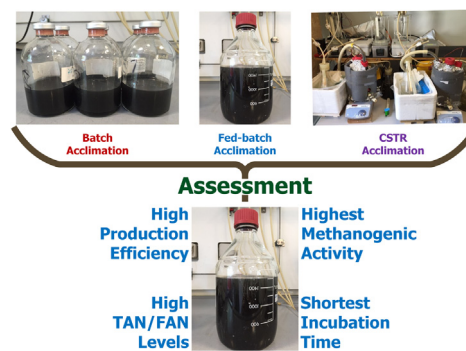 Batch
Acclimation
Fed-batch
Acclimation
CSTR
Acclimation
Assessment
High
Production
Efficiency
Highest
Methanogenic
Activity
High
TAN/FAN
Levels
Shortest
Incubation
Time